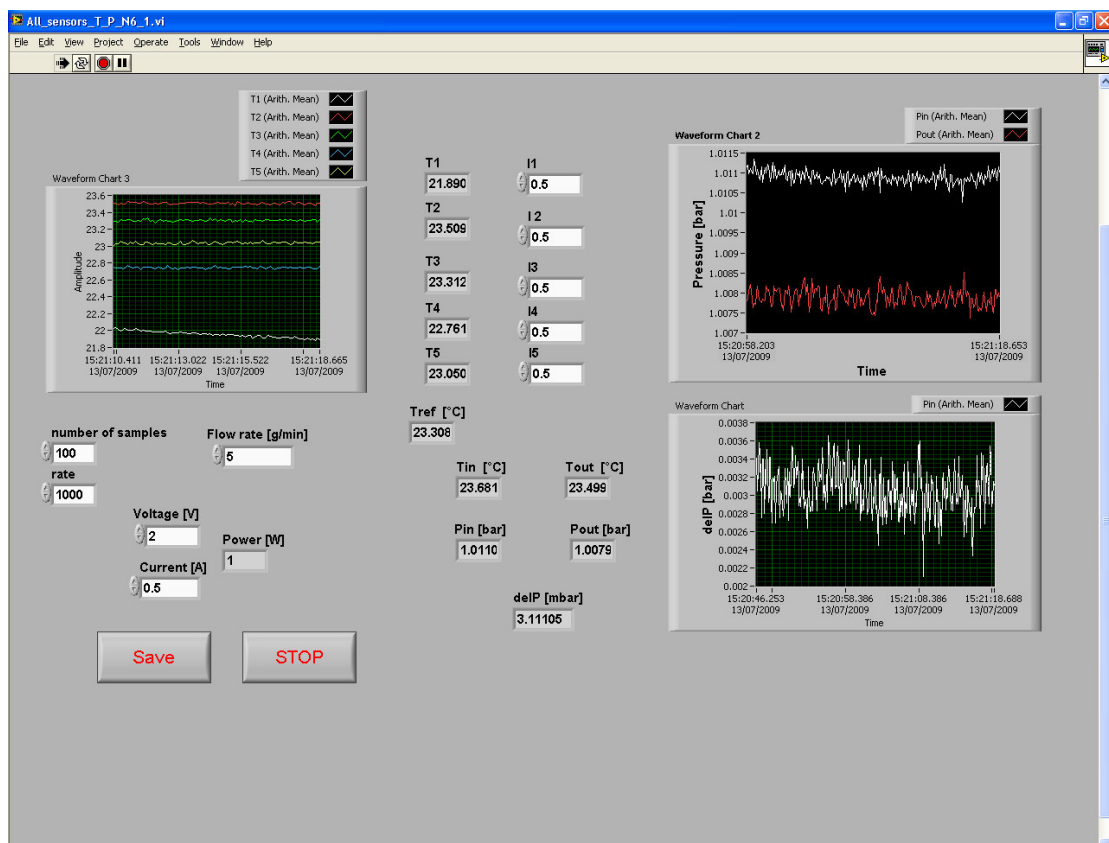 All_sensors_T_P_N6_1.vi
File Edit View Project Operate Tools Window Help
T1 (Arith. Mean)
T2 (Arith. Mean)
T3 (Arith. Mean)
T4 (Arith. Mean)
T5 (Arith. Mean)
Waveform Chart 3
23.6
23.4
23.2
23
22.8
22.6
22.4
22.2
22
21.8
Amplitude
15:21:10.411 15:21:13.022 15:21:15.522 15:21:18.665
13/07/2009 13/07/2009 13/07/2009 13/07/2009
Time
T1 I1
21.890 0.5
T2 I 2
23.509 0.5
T3 I3
23.312 0.5
T4 I4
22.761 0.5
T5 I5
23.050 0.5
Pin (Arith. Mean)
Pout (Arith. Mean)
Waveform Chart 2
1.0115
1.011
1.0105
1.01
1.0095
1.009
1.0085
1.008
1.0075
1.007
Pressure [bar]
15:20:58.203 15:21:18.653
13/07/2009 13/07/2009
Time
number of samples
100
rate
1000
Flow rate [g/min]
5
Voltage [V]
2
Power [W]
1
Current [A]
0.5
Save STOP
Tref [°C]
23.308
Tin [°C] Tout [°C]
23.681 23.499
Pin [bar] Pout [bar]
1.0110 1.0079
delP [mbar]
3.11105
Waveform Chart
Pin (Arith. Mean)
0.0038
0.0036
0.0034
0.0032
0.003
0.0028
0.0026
0.0024
0.0022
0.002
delP [bar]
15:20:46.253 15:20:58.386 15:21:08.386 15:21:18.688
13/07/2009 13/07/2009 13/07/2009 13/07/2009
Time